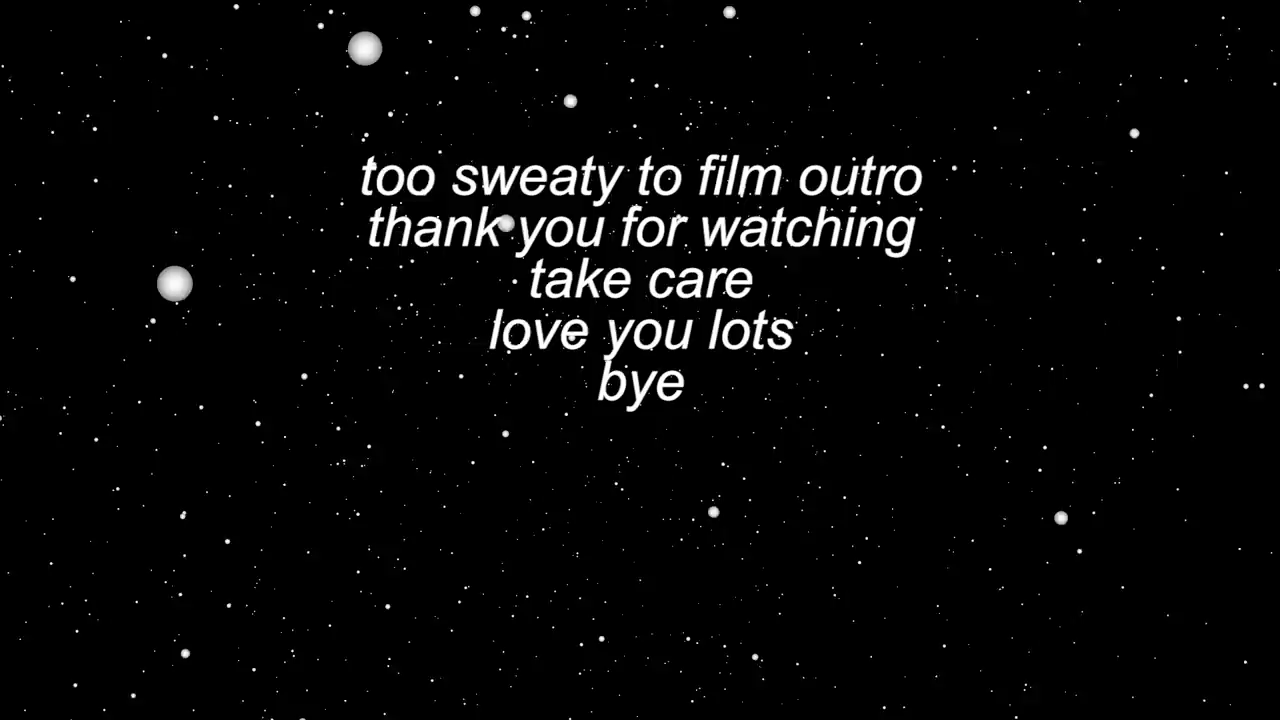 too sweaty to film outro
thank you for watching
take care
love you lots
bye